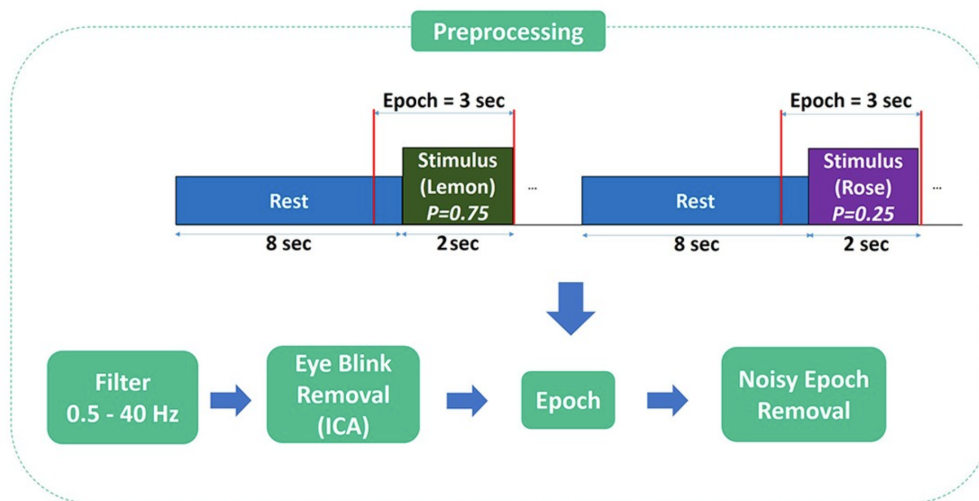 Preprocessing
Epoch = 3 sec
Epoch = 3 sec
Rest
Stimulus
(Lemon)
P=0.75
...
Rest
Stimulus
(Rose)
P=0.25
...
8 sec
2 sec
8 sec
2 sec
Filter
0.5 - 40 Hz
Eye Blink
Removal
(ICA)
Epoch
Noisy Epoch
Removal